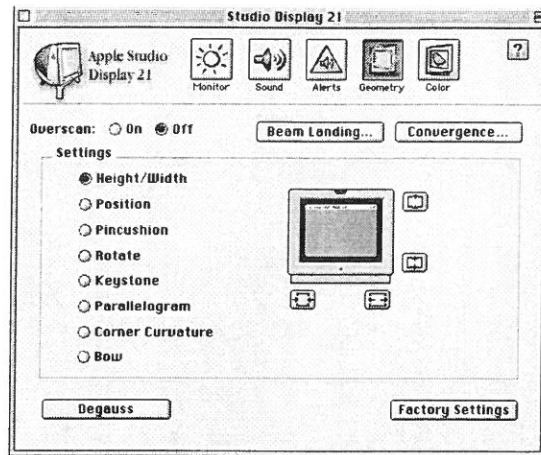 Studio Display 21
Apple Studio
Display 21
Monitor
Sound
Alerts
Geometry
Color
?
Overscan: On Off
Beam Landing...
Convergence...
Settings
Height/Width
Position
Pincushion
Rotate
Keystone
Parallelogram
Corner Curvature
Bow
Degauss
Factory Settings